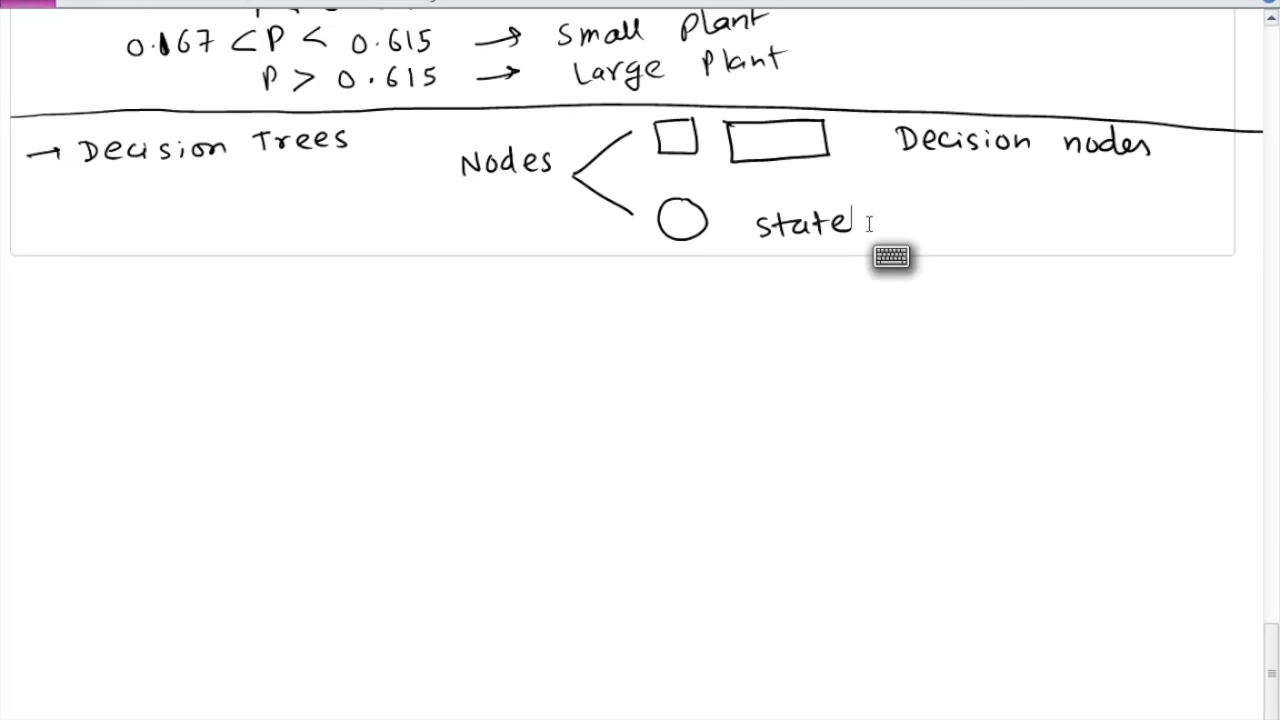 0.167 < P < 0.615 → Small Plant
P > 0.615 → Large Plant
→ Decision Trees
Nodes
Decision nodes
state